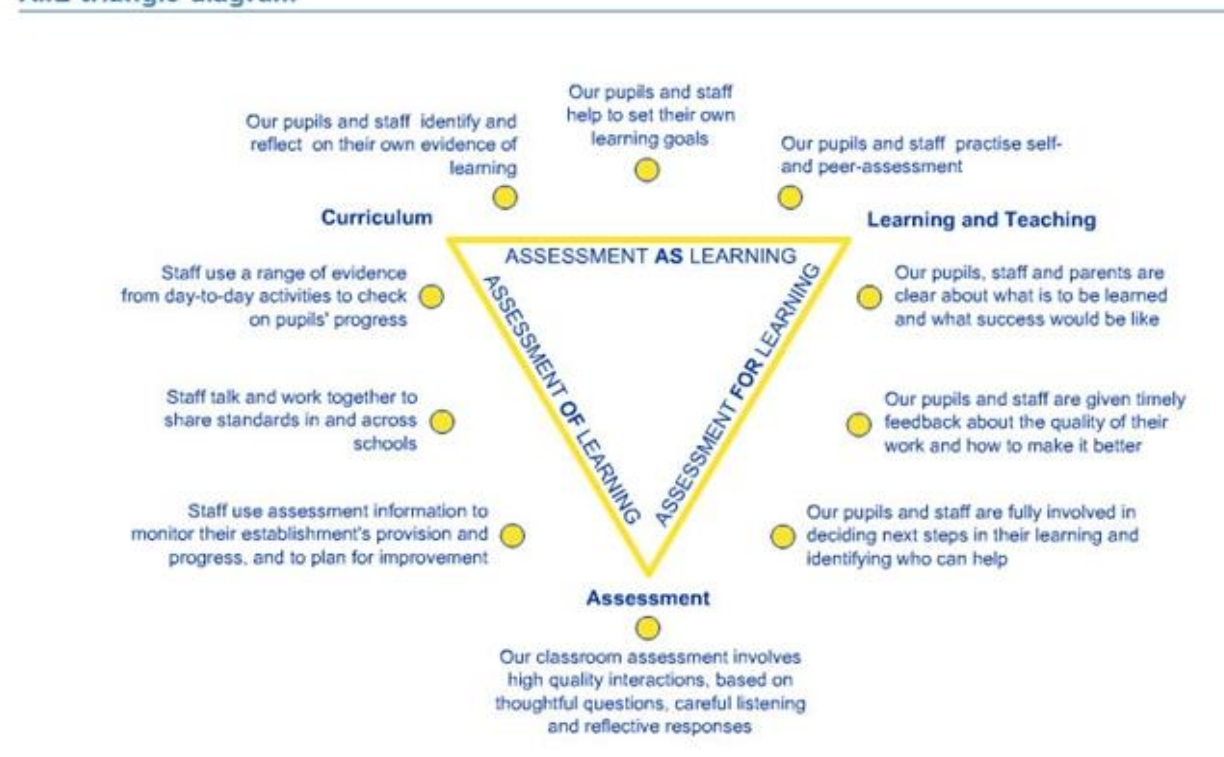 Our pupils and staff
help to set their own
learning goals
Our pupils and staff identify and
reflect on their own evidence of
learning
Our pupils and staff practise self-
and peer-assessment
Curriculum
Learning and Teaching
ASSESSMENT AS LEARNING
ASSESSMENT OF LEARNING
ASSESSMENT FOR LEARNING
Staff use a range of evidence
from day-to-day activities to check
on pupils' progress
Our pupils, staff and parents are
clear about what is to be learned
and what success would be like
Staff talk and work together to
share standards in and across
schools
Our pupils and staff are given timely
feedback about the quality of their
work and how to make it better
Staff use assessment information to
monitor their establishment's provision and
progress, and to plan for improvement
Our pupils and staff are fully involved in
deciding next steps in their learning and
identifying who can help
Assessment
Our classroom assessment involves
high quality interactions, based on
thoughtful questions, careful listening
and reflective responses